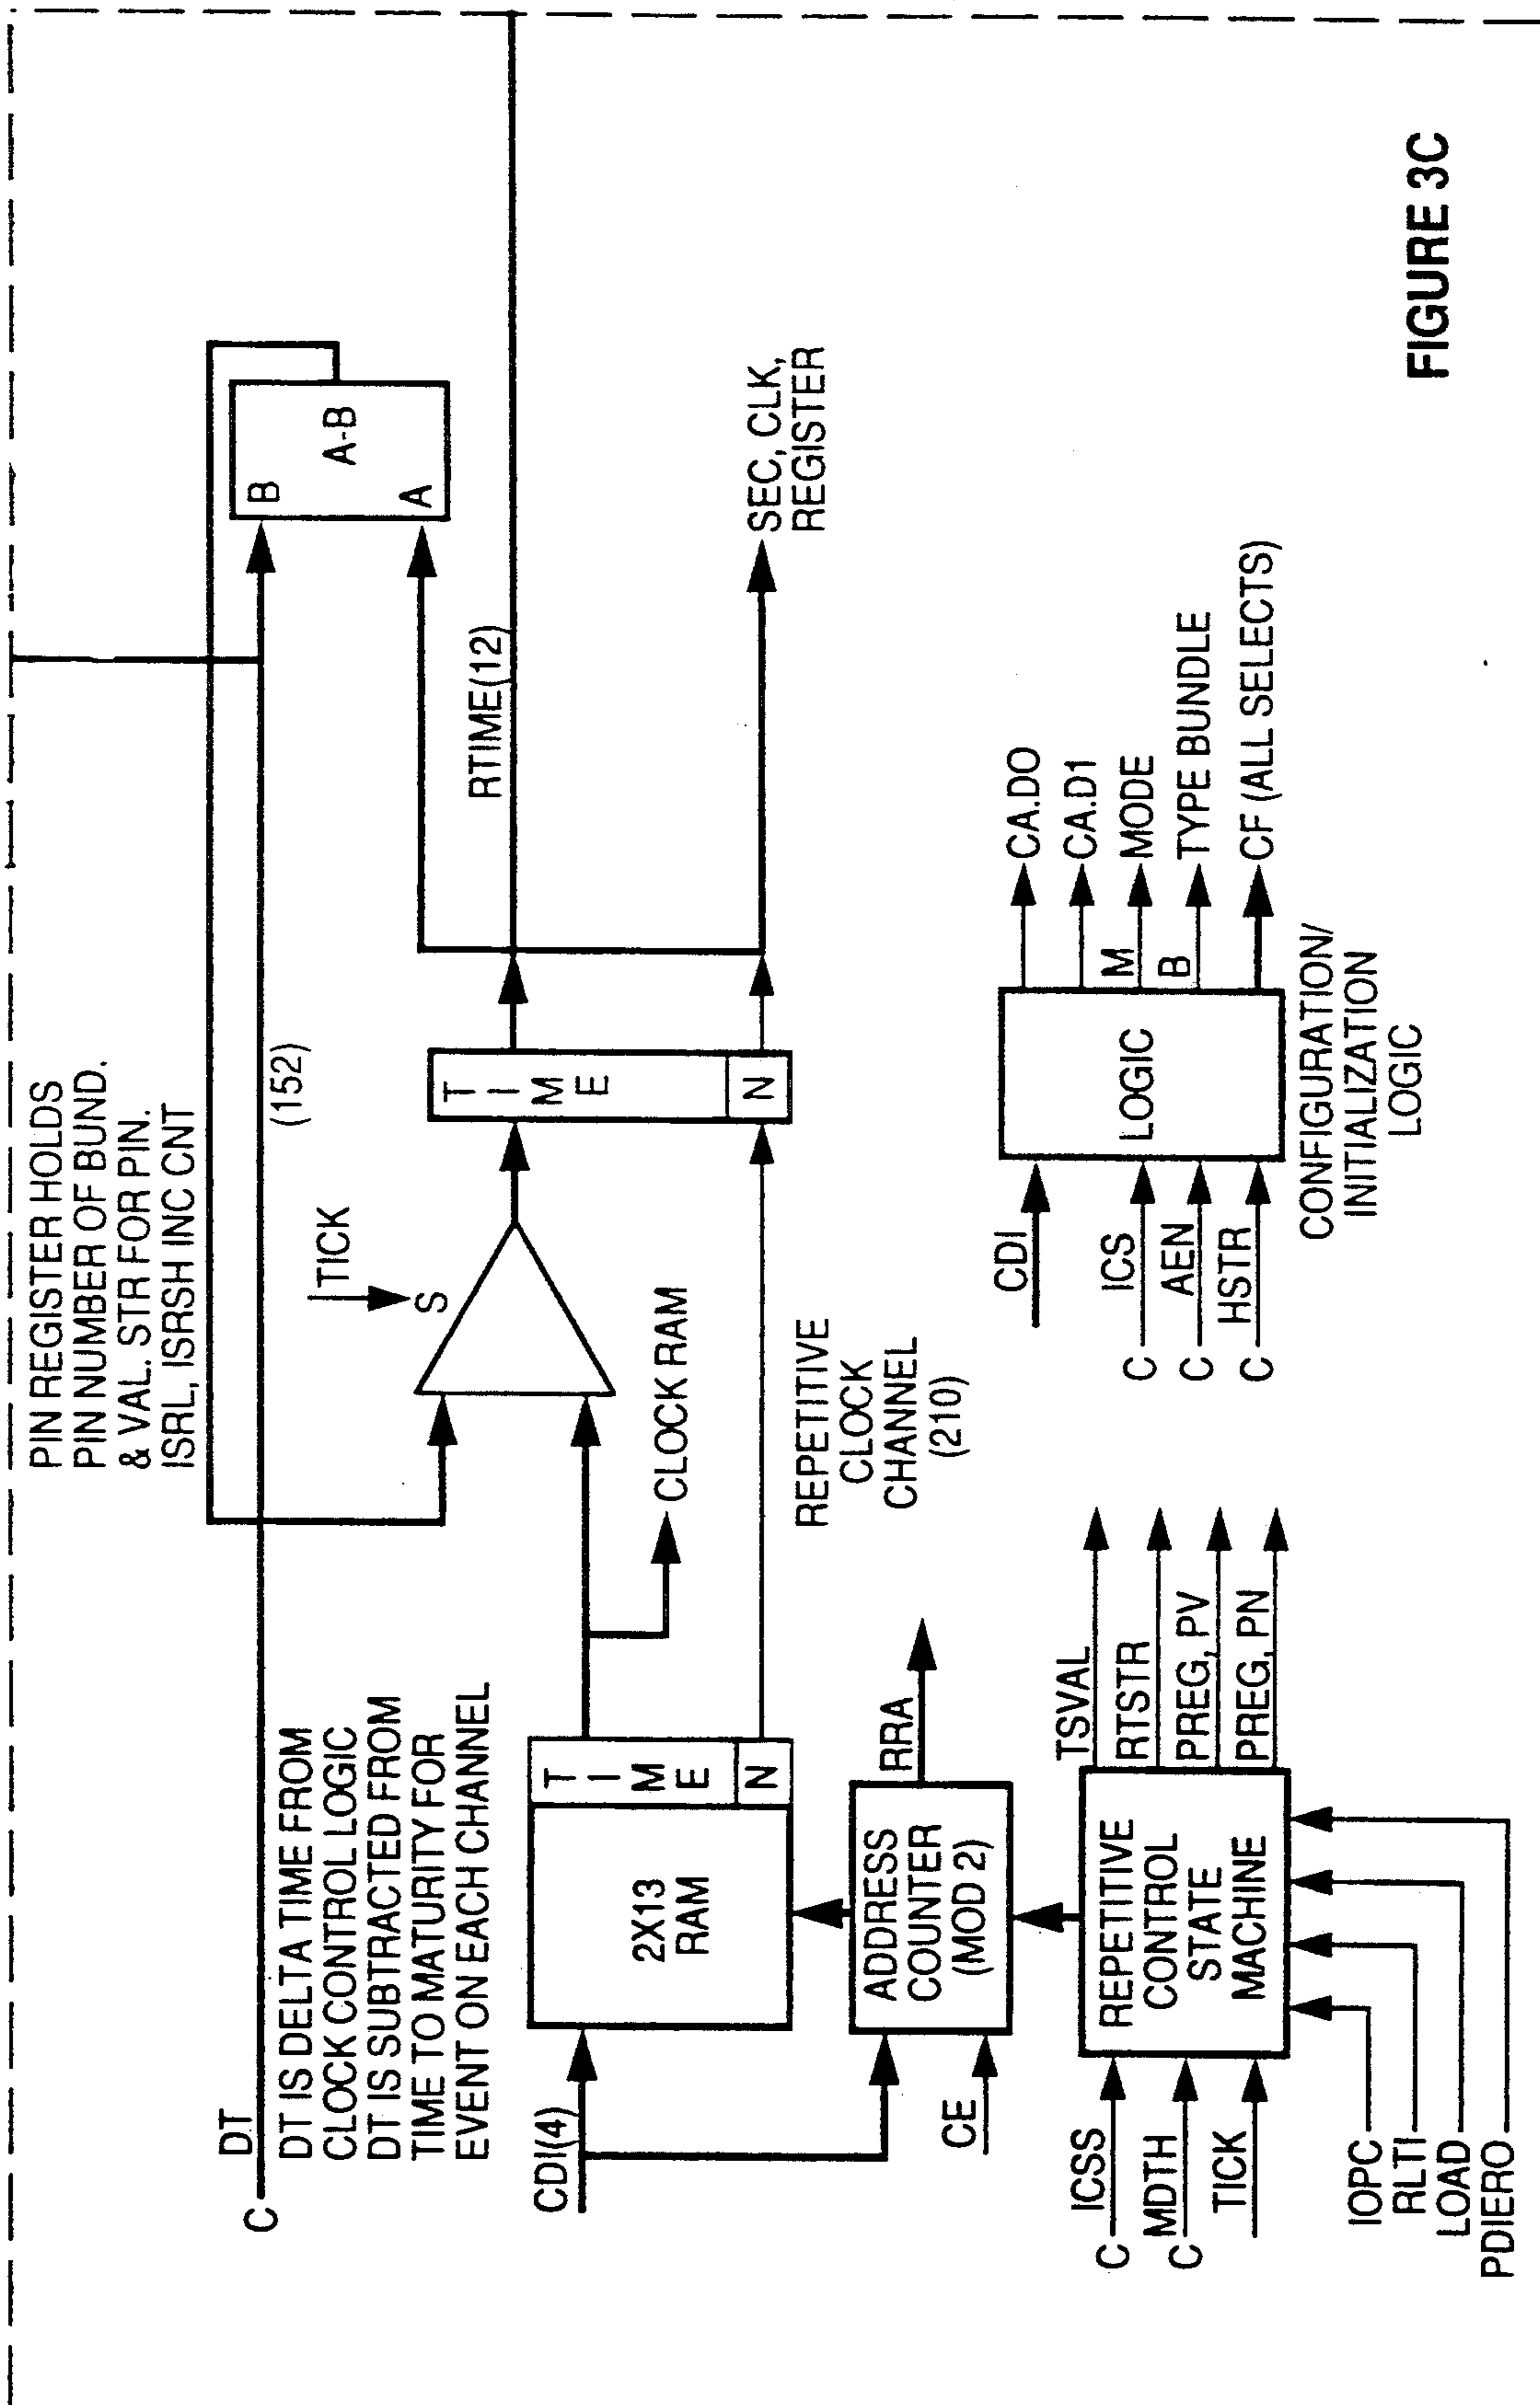 PIN REGISTER HOLDS
PIN NUMBER OF BUND.
& VAL. STR FOR PIN.
ISRL, ISRSH INC CNT
C
DT
(152)
DT IS DELTA TIME FROM
CLOCK CONTROL LOGIC
DT IS SUBTRACTED FROM
TIME TO MATURITY FOR
EVENT ON EACH CHANNEL
B
A-B
A
TICK
S
RTIME(12)
CDI(4)
2X13
RAM
TIME
N
CLOCK RAM
TIME
N
SEC, CLK,
REGISTER
REPETITIVE
CLOCK
CHANNEL
(210)
CE
ADDRESS
COUNTER
(MOD 2)
RRA
C
ICSS
C
MDTH
TICK
REPETITIVE
CONTROL
STATE
MACHINE
TSVAL
RTSTR
PREG, PV
PREG, PN
IOPC
RLTI
LOAD
PDIERO
CDI
C
ICS
C
AEN
C
HSTR
LOGIC
CA.DO
CA.D1
M
MODE
B
TYPE BUNDLE
CF (ALL SELECTS)
CONFIGURATION/
INITIALIZATION
LOGIC
FIGURE 3C